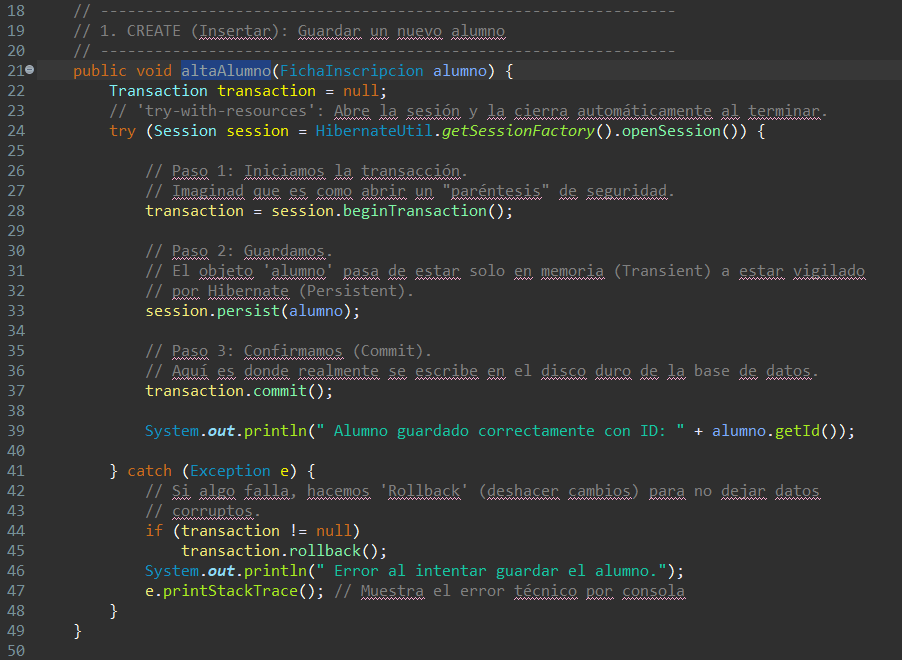 18 // ----------------------------------------------------------------
19 // 1. CREATE (Insertar): Guardar un nuevo alumno
20 // ----------------------------------------------------------------
21 public void altaAlumno(FichaInscripcion alumno) {
22 Transaction transaction = null;
23 // 'try-with-resources': Abre la sesión y la cierra automáticamente al terminar.
24 try (Session session = HibernateUtil.getSessionFactory().openSession()) {
25
26 // Paso 1: Iniciamos la transacción.
27 // Imaginad que es como abrir un "paréntesis" de seguridad.
28 transaction = session.beginTransaction();
29
30 // Paso 2: Guardamos.
31 // El objeto 'alumno' pasa de estar solo en memoria (Transient) a estar vigilado
32 // por Hibernate (Persistent).
33 session.persist(alumno);
34
35 // Paso 3: Confirmamos (Commit).
36 // Aquí es donde realmente se escribe en el disco duro de la base de datos.
37 transaction.commit();
38
39 System.out.println(" Alumno guardado correctamente con ID: " + alumno.getId());
40
41 } catch (Exception e) {
42 // Si algo falla, hacemos 'Rollback' (deshacer cambios) para no dejar datos
43 // corruptos.
44 if (transaction != null)
45 transaction.rollback();
46 System.out.println(" Error al intentar guardar el alumno.");
47 e.printStackTrace(); // Muestra el error técnico por consola
48 }
49 }
50